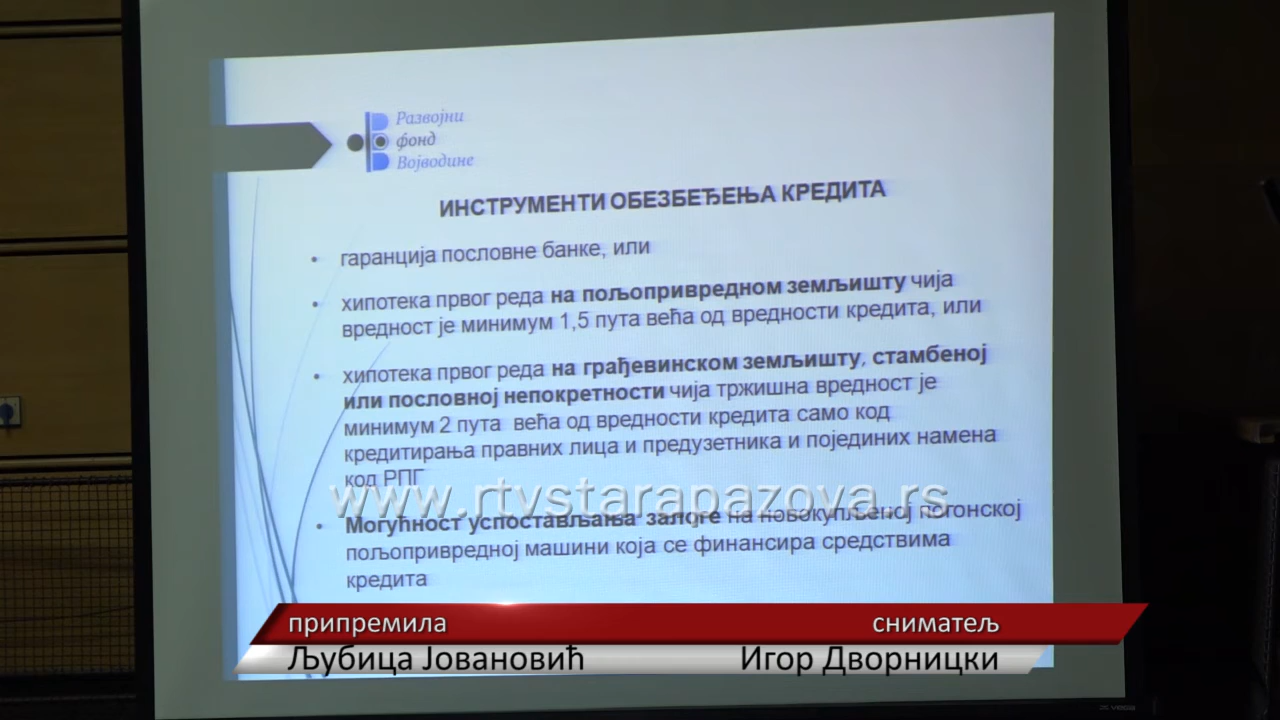 Развојни
фонд
Војводине
ИНСТРУМЕНТИ ОБЕЗБЕЂЕЊА КРЕДИТА
• гаранција пословне банке, или
• хипотека првог реда на пољопривредном земљишту чија
вредност је минимум 1,5 пута већа од вредности кредита, или
• хипотека првог реда на грађевинском земљишту, стамбеној
или пословној непокретности чија тржишна вредност је
минимум 2 пута већа од вредности кредита само код
кредитирања правних лица и предузетника и појединих намена
код РПГ
www.rtvstarapazova.rs
• Могућност успостављања залоге на новокупљеној погонској
пољопривредној машини која се финансира средствима
кредита
припремила
сниматељ
Љубица Јовановић
Игор Дворницки
vega